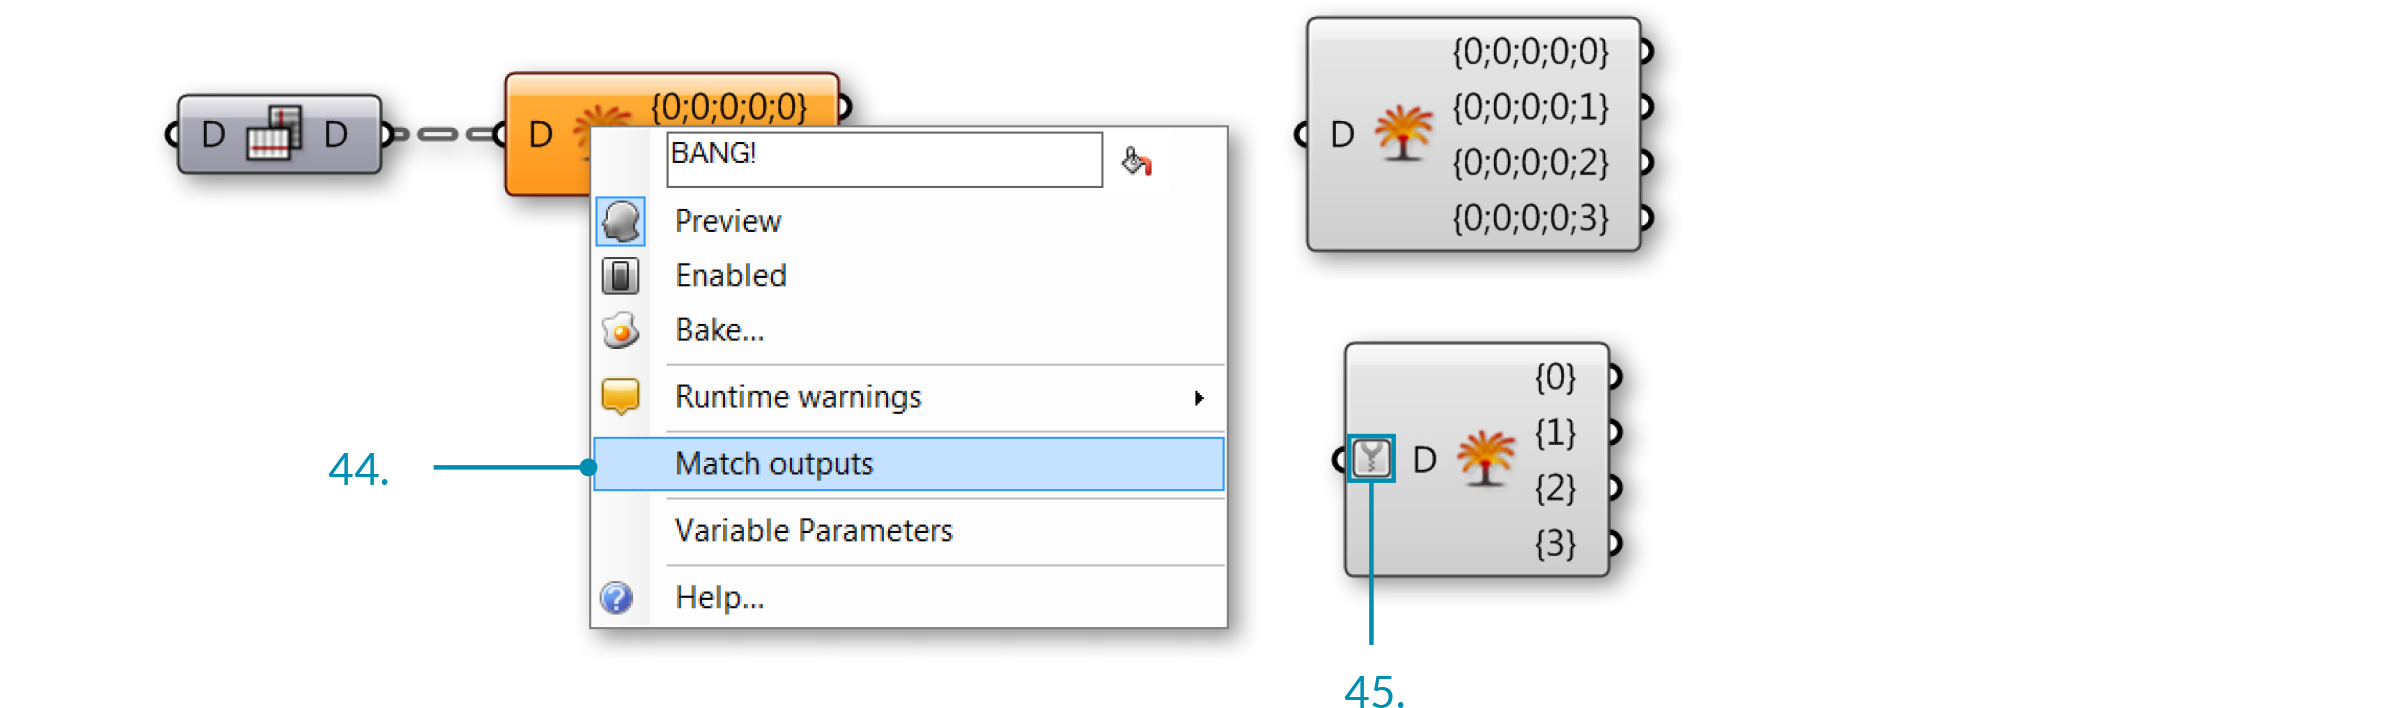 D D
D {0;0;0;0;0}
BANG!
Preview
Enabled
Bake...
Runtime warnings
Match outputs
Variable Parameters
Help...
44.
D
{0;0;0;0;0}
{0;0;0;0;1}
{0;0;0;0;2}
{0;0;0;0;3}
D
{0}
{1}
{2}
{3}
45.